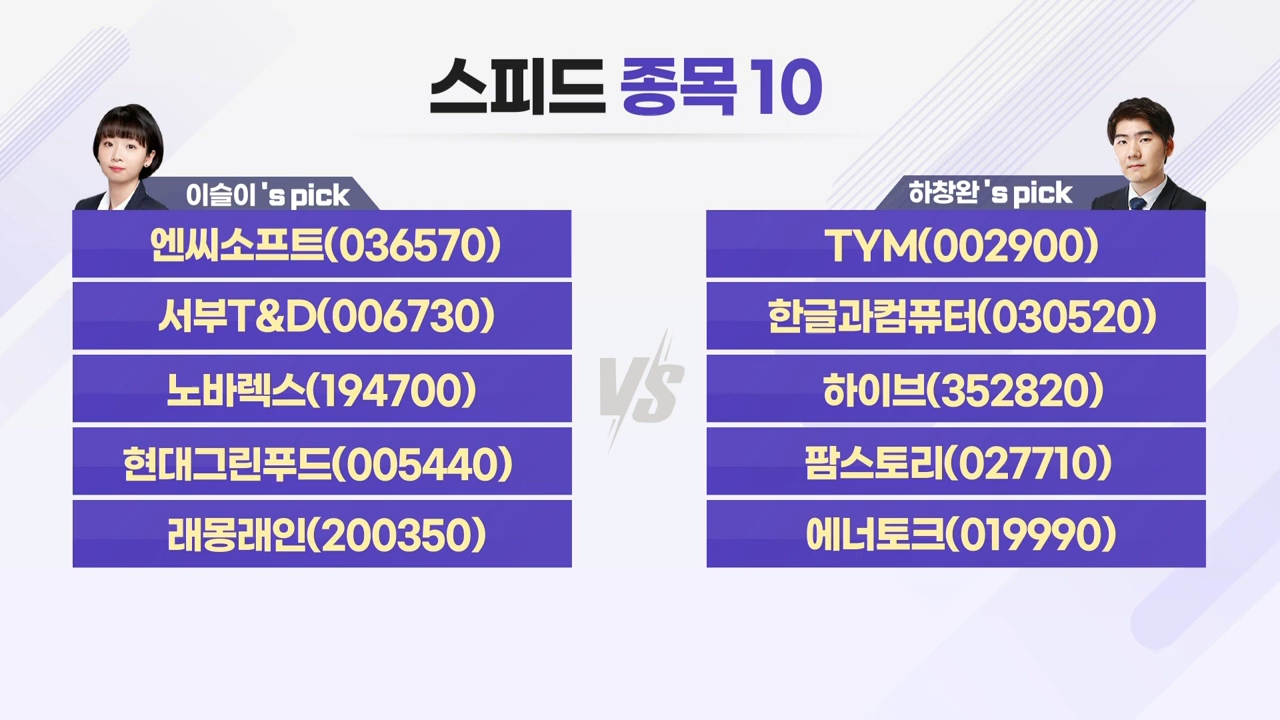 스피드 종목 10
이슬이 's pick
엔씨소프트(036570)
서부T&D(006730)
노바렉스(194700)
현대그린푸드(005440)
래몽래인(200350)
VS
하창완 's pick
TYM(002900)
한글과컴퓨터(030520)
하이브(352820)
팜스토리(027710)
에너토크(019990)